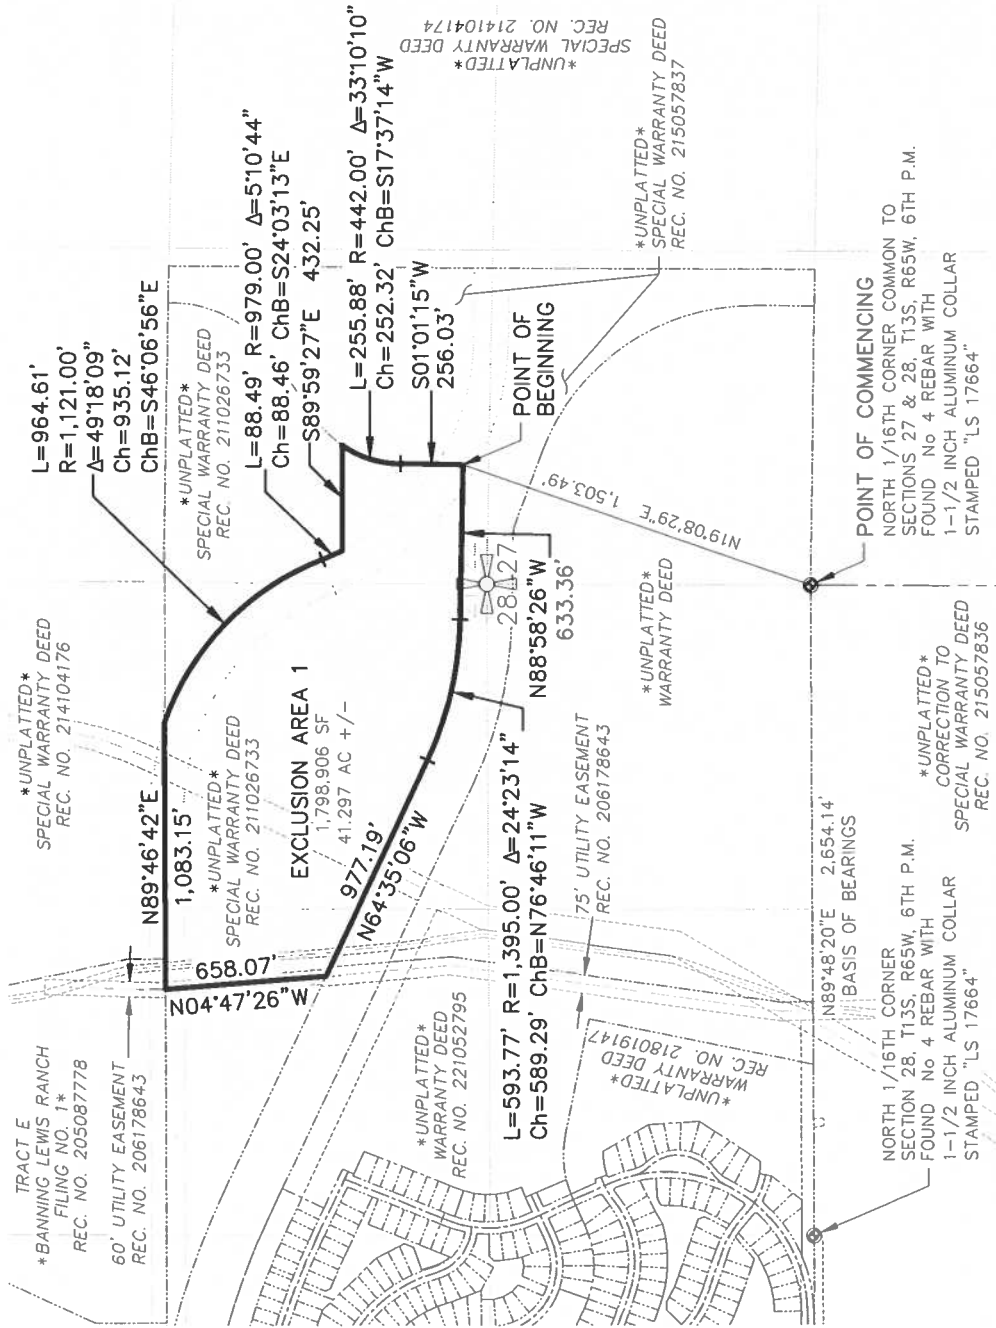 TRACT E
*BANNING LEWIS RANCH
FILING NO. 1*
REC. NO. 205087778
60' UTILITY EASEMENT
REC. NO. 206178643
*UNPLATTED*
SPECIAL WARRANTY DEED
REC. NO. 214104176
N89°46'42"E
1,083.15'
L=964.61'
R=1,121.00'
Δ=49°18'09"
Ch=935.12'
ChB=S46°06'56"E
*UNPLATTED*
SPECIAL WARRANTY DEED
REC. NO. 211026733
L=88.49' R=979.00' Δ=5°10'44"
Ch=88.46' ChB=S24°03'13"E
S89°59'27"E 432.25'
L=255.88' R=442.00' Δ=33°10'10"
Ch=252.32' ChB=S17°37'14"W
S01°01'15"W
256.03'
POINT OF
BEGINNING
*UNPLATTED*
SPECIAL WARRANTY DEED
REC. NO. 214104174
*UNPLATTED*
SPECIAL WARRANTY DEED
REC. NO. 215057837
*UNPLATTED*
SPECIAL WARRANTY DEED
REC. NO. 211026733
EXCLUSION AREA 1
1,798,906 SF
41.297 AC +/-
658.07'
N04°47'26"W
977.19'
N64°35'06"W
28
27
N88°58'26"W
633.36'
N19°08'29"E 1,503.49'
*UNPLATTED*
WARRANTY DEED
REC. NO. 221052795
L=593.77' R=1,395.00' Δ=24°23'14"
Ch=589.29' ChB=N76°46'11"W
75' UTILITY EASEMENT
REC. NO. 206178643
*UNPLATTED*
WARRANTY DEED
*UNPLATTED*
WARRANTY DEED
REC. NO. 218019147
N89°48'20"E 2,654.14'
BASIS OF BEARINGS
POINT OF COMMENCING
NORTH 1/16TH CORNER COMMON TO
SECTIONS 27 & 28, T13S, R65W, 6TH P.M.
FOUND No 4 REBAR WITH
1-1/2 INCH ALUMINUM COLLAR
STAMPED "LS 17664"
*UNPLATTED*
CORRECTION TO
SPECIAL WARRANTY DEED
REC. NO. 215057836
NORTH 1/16TH CORNER
SECTION 28, T13S, R65W, 6TH P.M.
FOUND No 4 REBAR WITH
1-1/2 INCH ALUMINUM COLLAR
STAMPED "LS 17664"